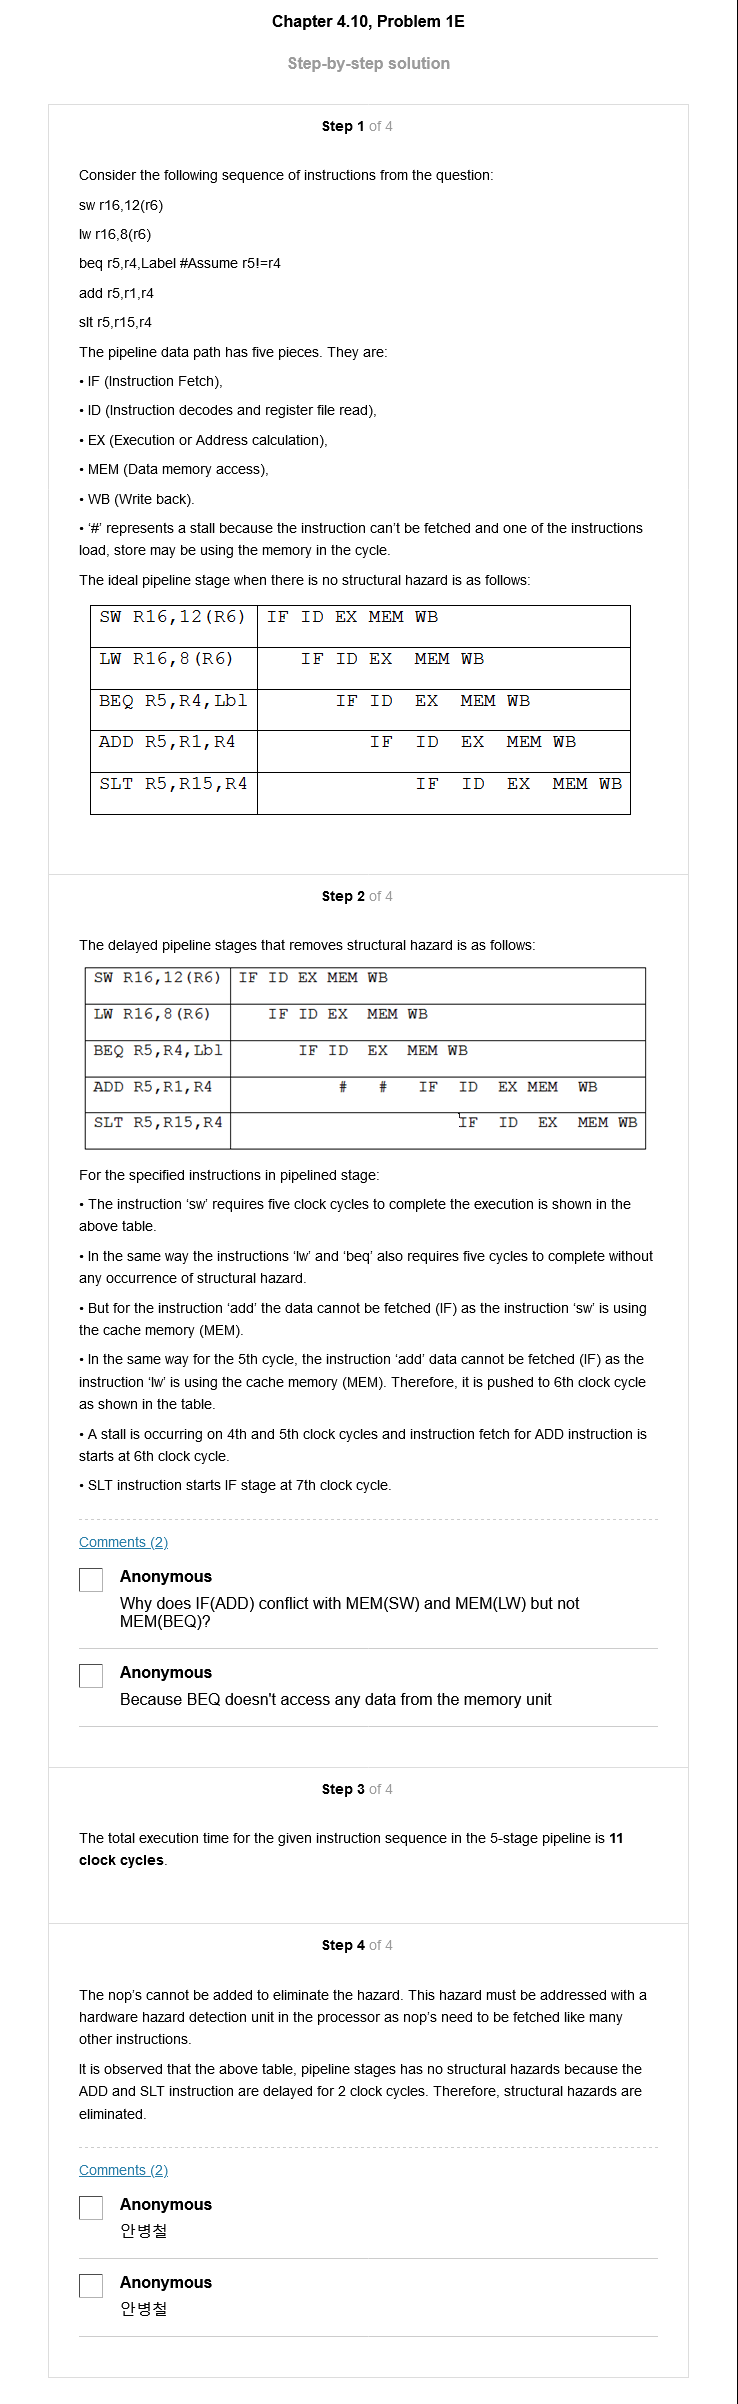 Chapter 4.10, Problem 1E
Step-by-step solution
Step 1 of 4
Consider the following sequence of instructions from the question:
sw r16,12(r6)
lw r16,8(r6)
beq r5,r4,Label #Assume r5!=r4
add r5,r1,r4
slt r5,r15,r4
The pipeline data path has five pieces. They are:
• IF (Instruction Fetch),
• ID (Instruction decodes and register file read),
• EX (Execution or Address calculation),
• MEM (Data memory access),
• WB (Write back).
• ‘#’ represents a stall because the instruction can’t be fetched and one of the instructions
load, store may be using the memory in the cycle.
The ideal pipeline stage when there is no structural hazard is as follows:
SW R16,12(R6) IF ID EX MEM WB
LW R16,8(R6) IF ID EX MEM WB
BEQ R5,R4,Lbl IF ID EX MEM WB
ADD R5,R1,R4 IF ID EX MEM WB
SLT R5,R15,R4 IF ID EX MEM WB
Step 2 of 4
The delayed pipeline stages that removes structural hazard is as follows:
SW R16,12(R6) IF ID EX MEM WB
LW R16,8(R6) IF ID EX MEM WB
BEQ R5,R4,Lbl IF ID EX MEM WB
ADD R5,R1,R4 # # IF ID EX MEM WB
SLT R5,R15,R4 IF ID EX MEM WB
For the specified instructions in pipelined stage:
• The instruction ‘sw’ requires five clock cycles to complete the execution is shown in the
above table.
• In the same way the instructions ‘lw’ and ‘beq’ also requires five cycles to complete without
any occurrence of structural hazard.
• But for the instruction ‘add’ the data cannot be fetched (IF) as the instruction ‘sw’ is using
the cache memory (MEM).
• In the same way for the 5th cycle, the instruction ‘add’ data cannot be fetched (IF) as the
instruction ‘lw’ is using the cache memory (MEM). Therefore, it is pushed to 6th clock cycle
as shown in the table.
• A stall is occurring on 4th and 5th clock cycles and instruction fetch for ADD instruction is
starts at 6th clock cycle.
• SLT instruction starts IF stage at 7th clock cycle.
Comments (2)
Anonymous
Why does IF(ADD) conflict with MEM(SW) and MEM(LW) but not
MEM(BEQ)?
Anonymous
Because BEQ doesn't access any data from the memory unit
Step 3 of 4
The total execution time for the given instruction sequence in the 5-stage pipeline is 11
clock cycles.
Step 4 of 4
The nop’s cannot be added to eliminate the hazard. This hazard must be addressed with a
hardware hazard detection unit in the processor as nop’s need to be fetched like many
other instructions.
It is observed that the above table, pipeline stages has no structural hazards because the
ADD and SLT instruction are delayed for 2 clock cycles. Therefore, structural hazards are
eliminated.
Comments (2)
Anonymous
안병철
Anonymous
안병철